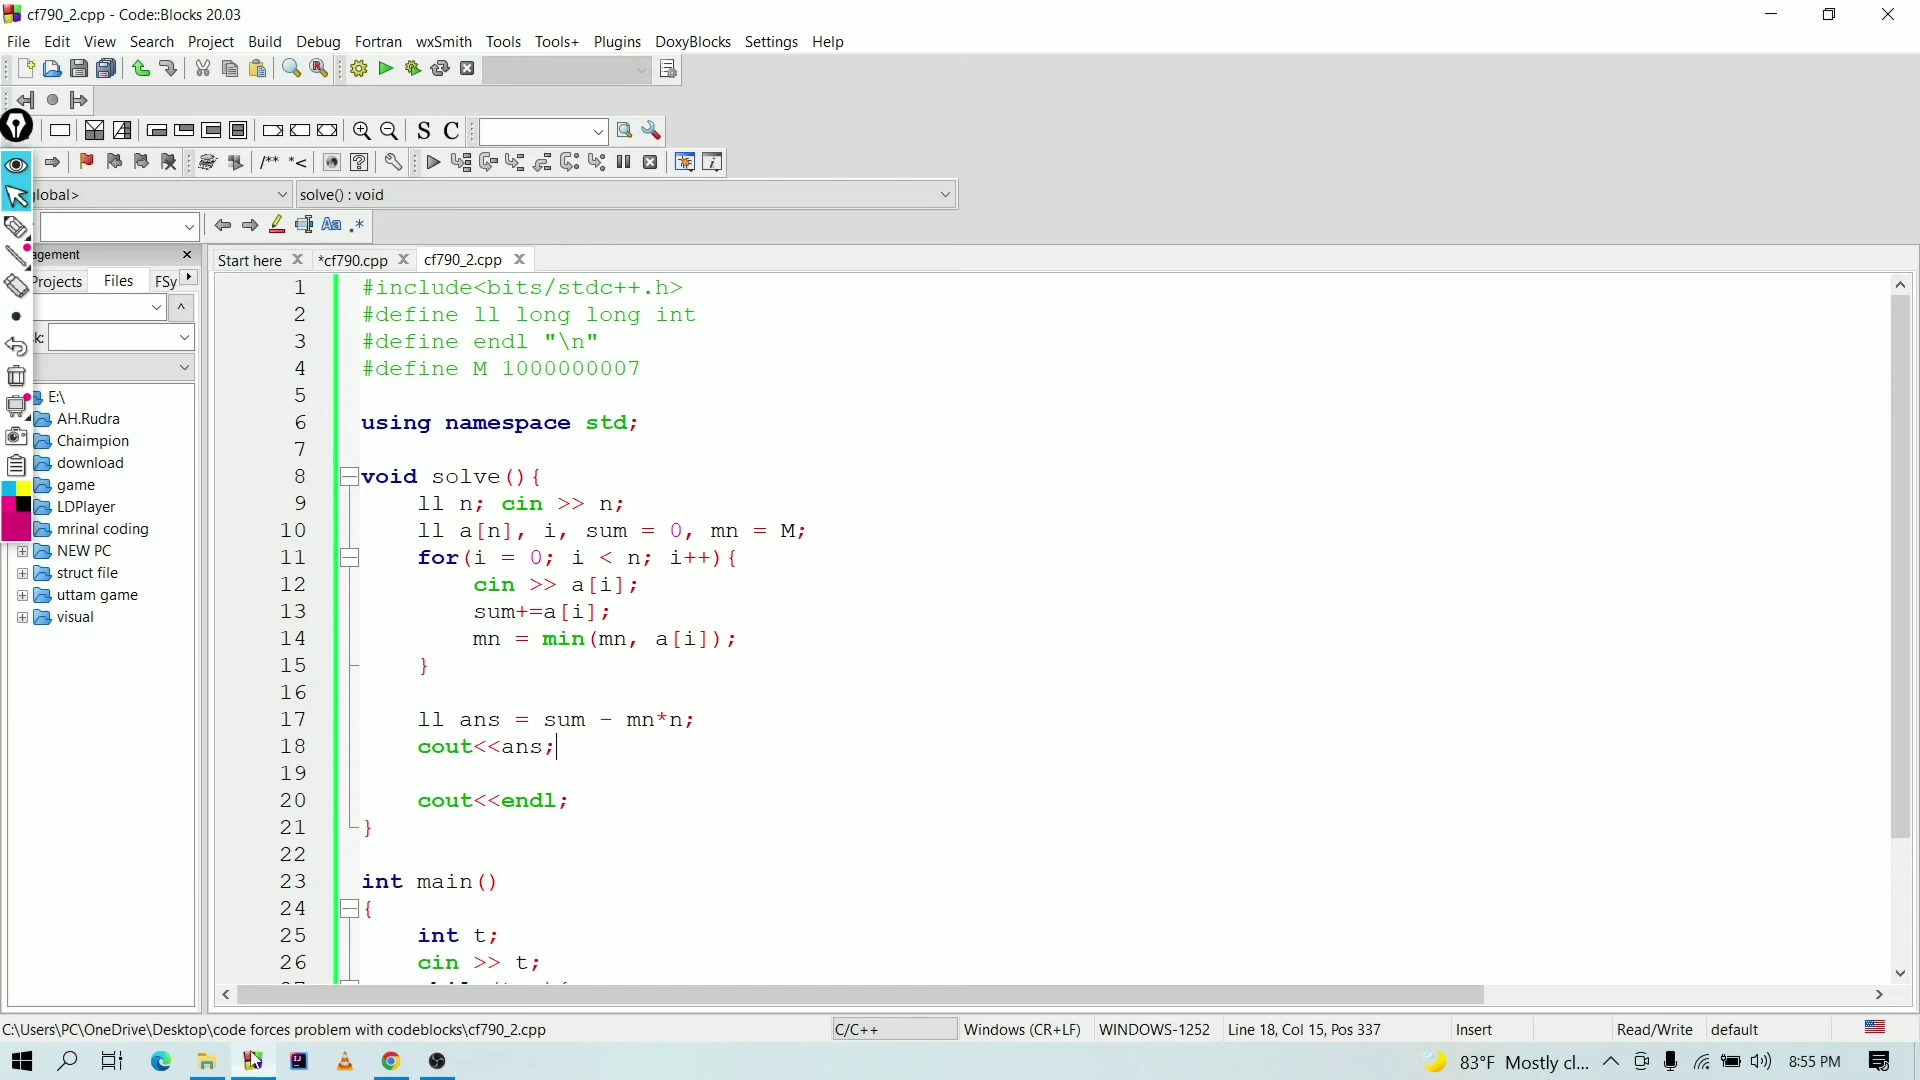 cf790_2.cpp - Code::Blocks 20.03
File Edit View Search Project Build Debug Fortran wxSmith Tools Tools+ Plugins DoxyBlocks Settings Help
S C
/** *<
global> solve() : void
Aa .*
agement
Projects Files FSy
Start here *cf790.cpp cf790_2.cpp
k:
E:\
AH.Rudra
Chaimpion
download
game
LDPlayer
mrinal coding
NEW PC
struct file
uttam game
visual
1 #include<bits/stdc++.h>
2 #define ll long long int
3 #define endl "\n"
4 #define M 1000000007
5
6 using namespace std;
7
8 void solve(){
9 ll n; cin >> n;
10 ll a[n], i, sum = 0, mn = M;
11 for(i = 0; i < n; i++){
12 cin >> a[i];
13 sum+=a[i];
14 mn = min(mn, a[i]);
15 }
16
17 ll ans = sum - mn*n;
18 cout<<ans;
19
20 cout<<endl;
21 }
22
23 int main()
24 {
25 int t;
26 cin >> t;
C:\Users\PC\OneDrive\Desktop\code forces problem with codeblocks\cf790_2.cpp C/C++ Windows (CR+LF) WINDOWS-1252 Line 18, Col 15, Pos 337 Insert Read/Write default
83°F Mostly cl... 8:55 PM